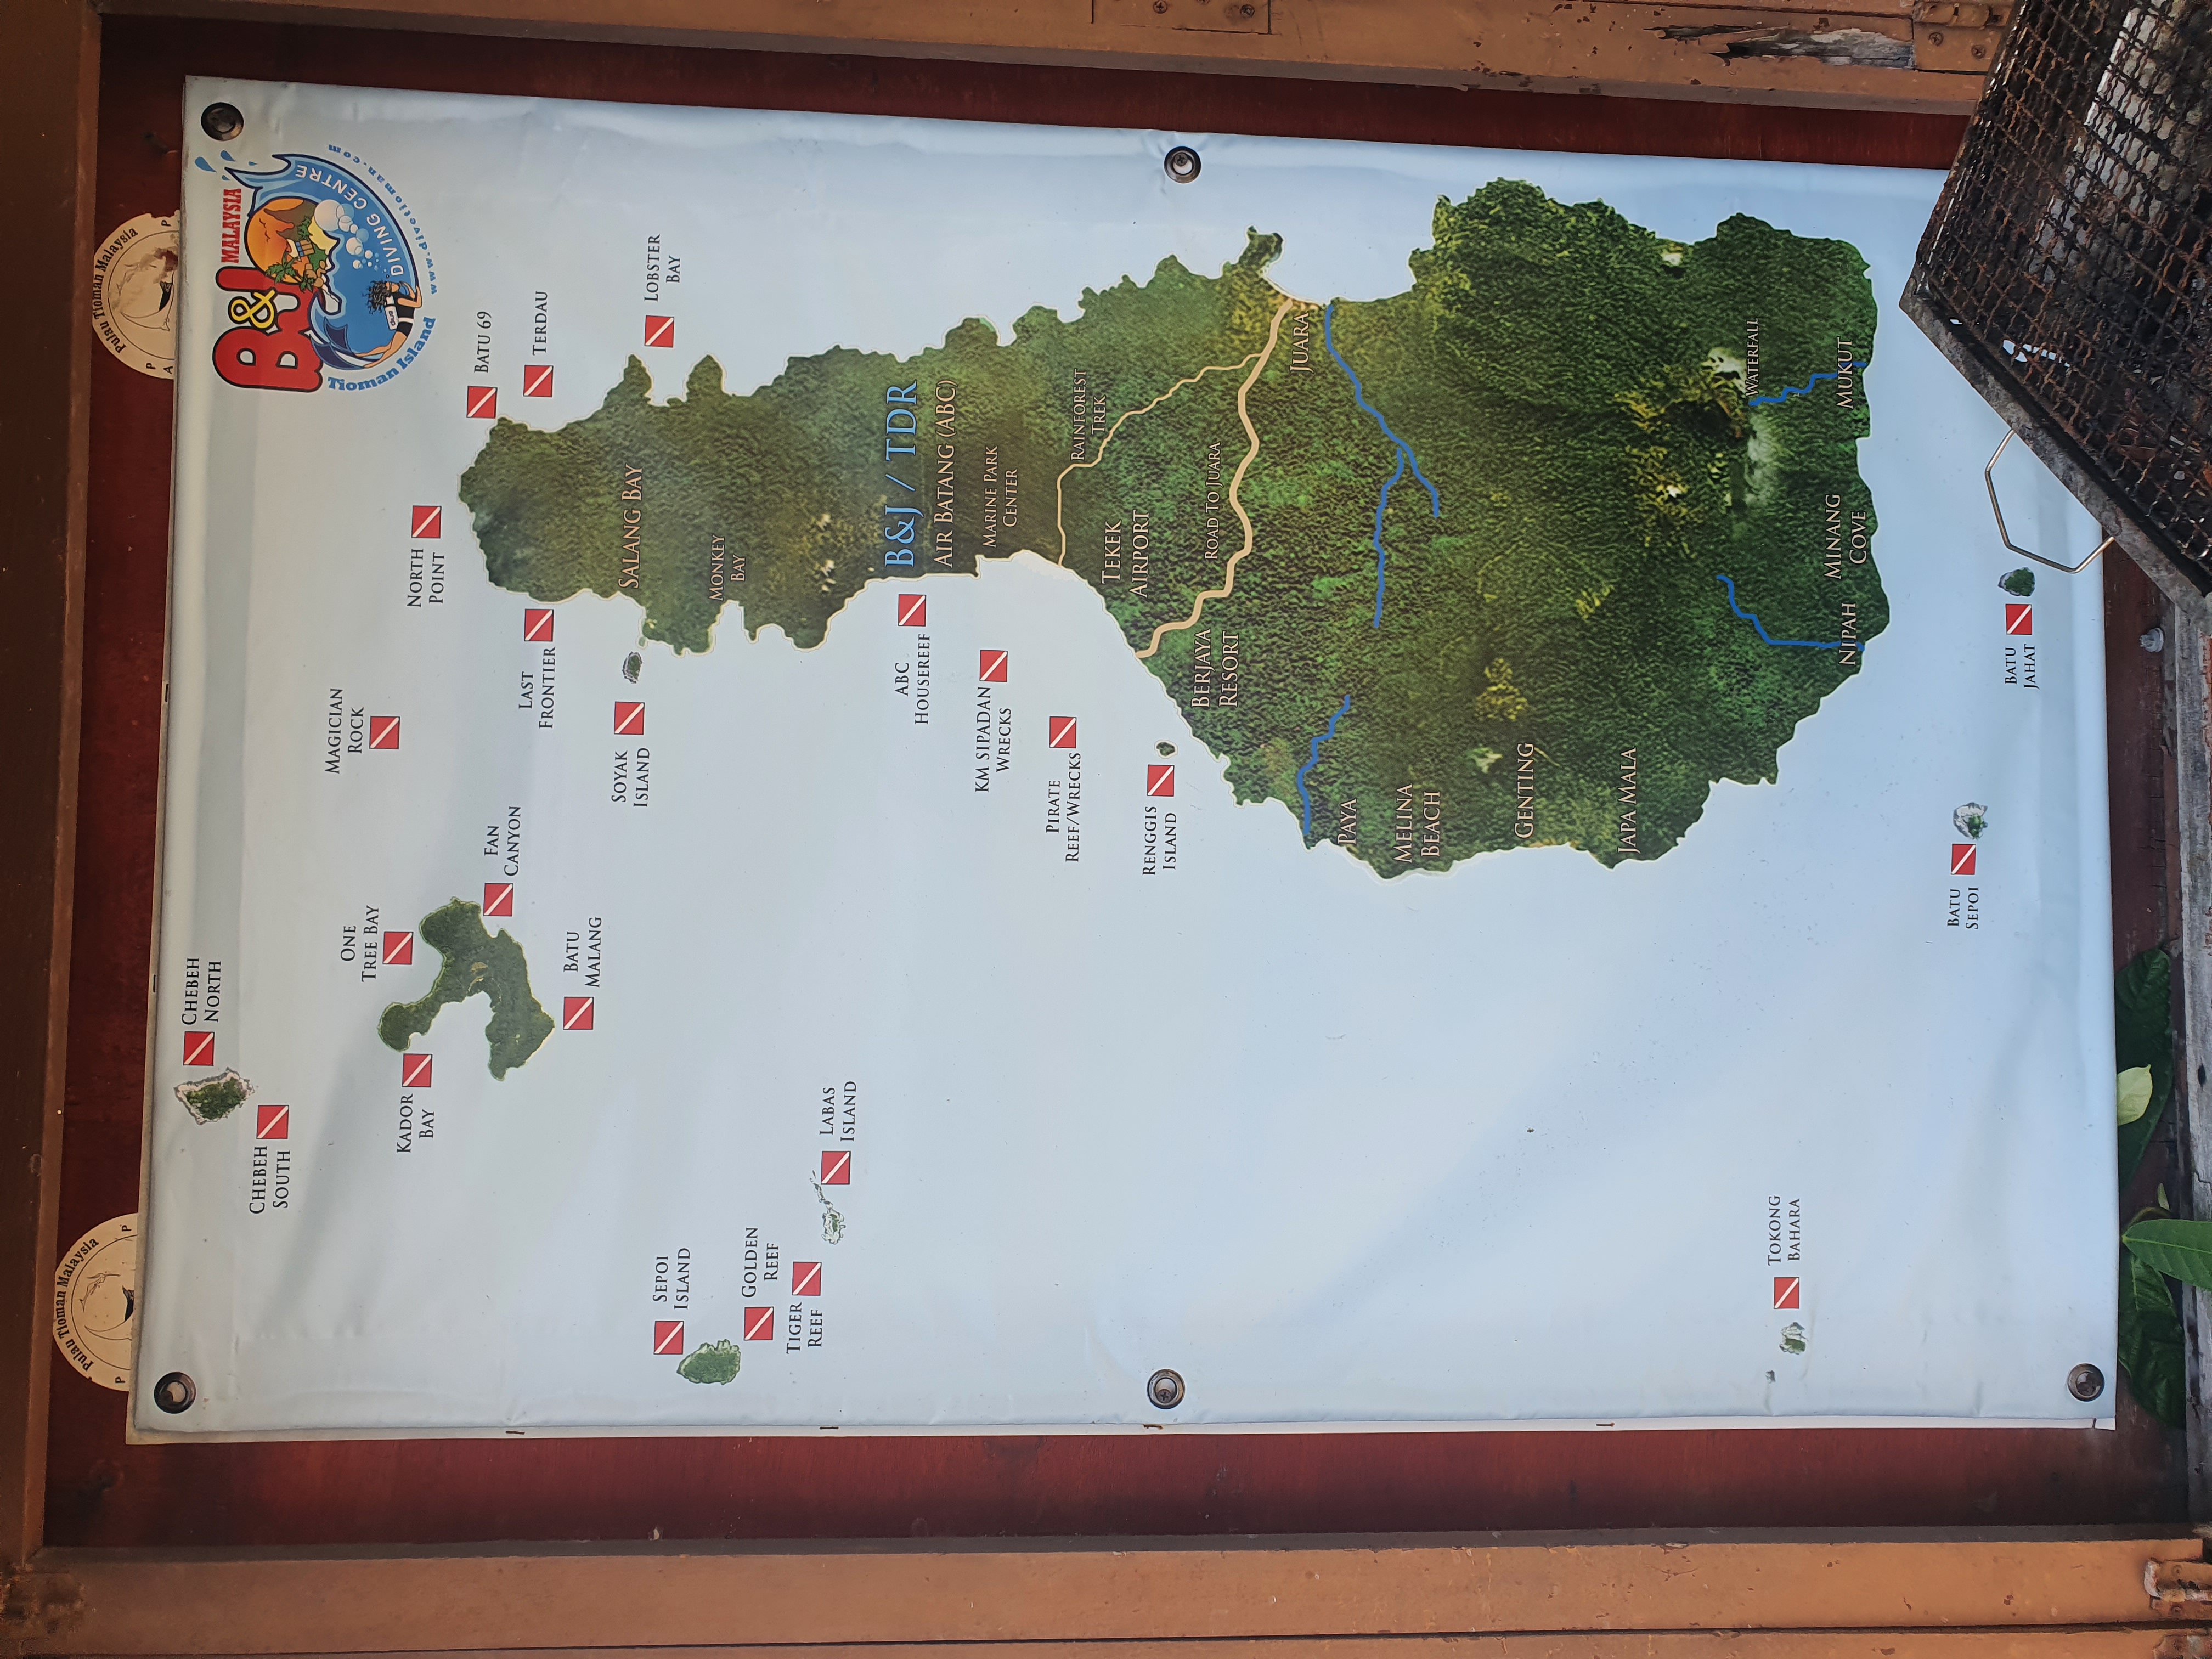 Pulau Tioman Malaysia
P
P
Pulau Tioman Malaysia
P
A
P
B&J MALAYSIA
DIVING CENTRE
Tioman Island
www.divetioman.com
dive
CHEBEH
NORTH
CHEBEH
SOUTH
ONE
TREE BAY
MAGICIAN
ROCK
KADOR
BAY
NORTH
POINT
BATU 69
FAN
CANYON
LAST
FRONTIER
TERDAU
BATU
MALANG
SOYAK
ISLAND
SALANG BAY
LOBSTER
BAY
SEPOI
ISLAND
MONKEY
BAY
GOLDEN
REEF
TIGER
REEF
LABAS
ISLAND
B&J / TDR
ABC
HOUSEREEF
AIR BATANG (ABC)
KM SIPADAN
WRECKS
MARINE PARK
CENTER
PIRATE
REEF/WRECKS
RAINFOREST
TREK
TEKEK
AIRPORT
RENGGIS
ISLAND
BERJAYA
RESORT
ROAD TO JUARA
JUARA
PAYA
MELINA
BEACH
GENTING
JAPA MALA
WATERFALL
TOKONG
BAHARA
NIPAH
MINANG
COVE
MUKUT
BATU
SEPOI
BATU
JAHAT